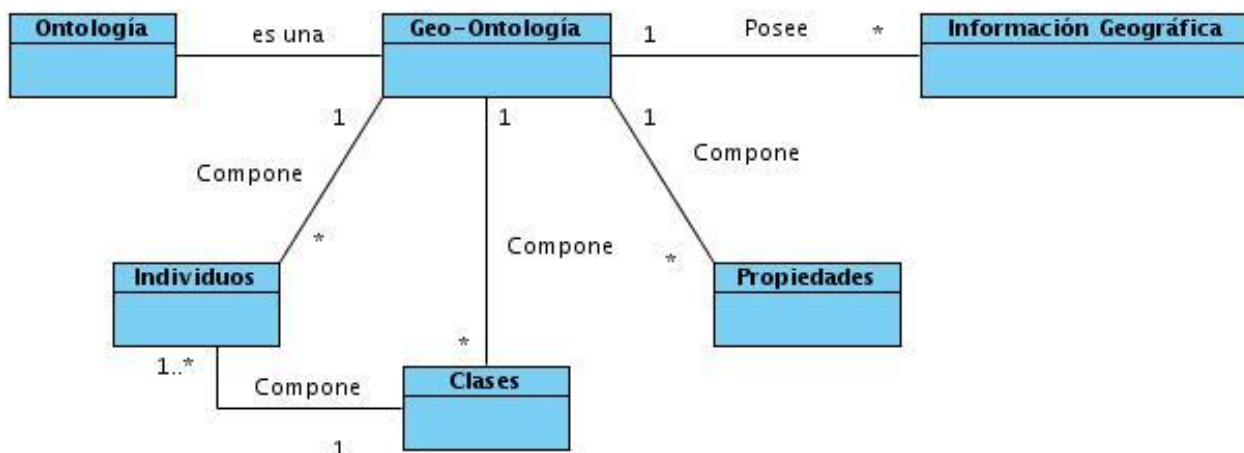 Ontología
es una
Geo-Ontología
1
Posee
*
Información Geográfica
1
1
1
Compone
Compone
*
Compone
*
Individuos
Propiedades
*
1..*
Compone
Clases
1